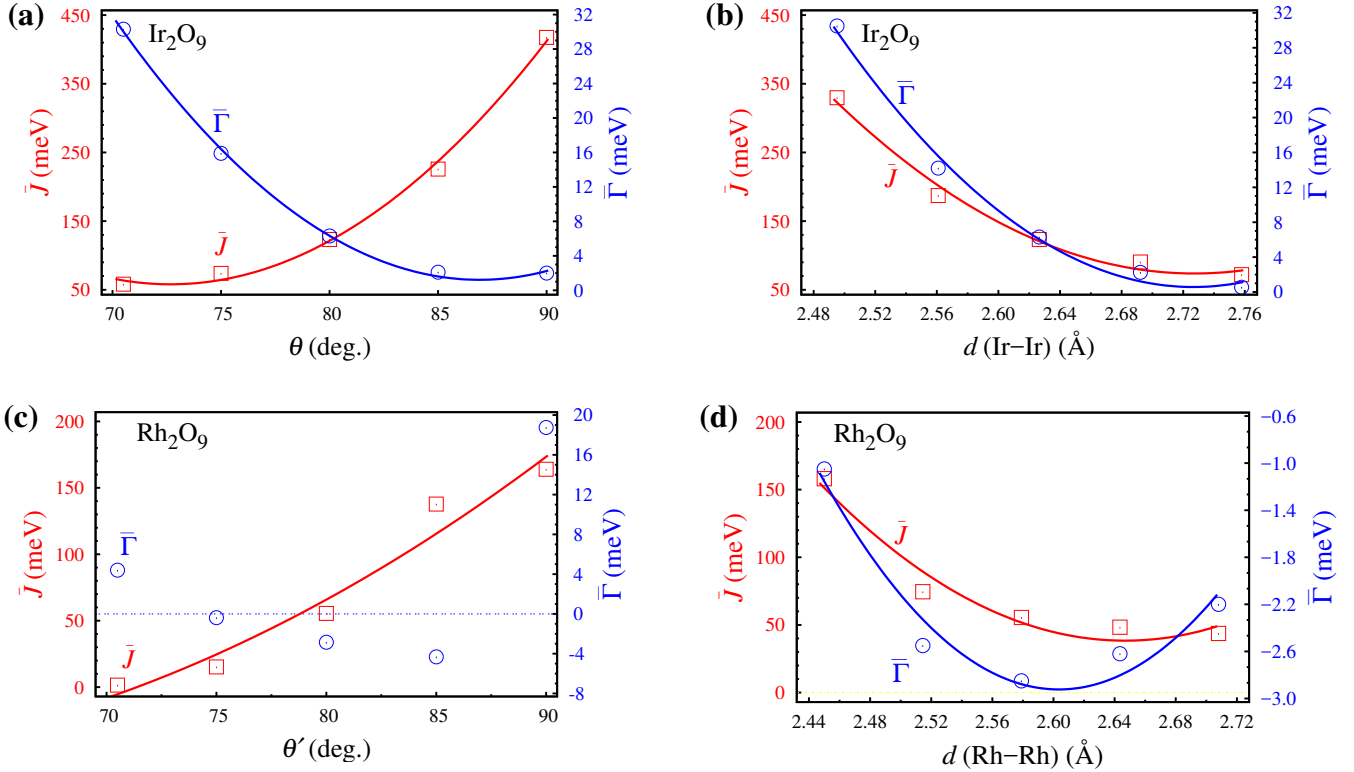 (a)
Ir2O9
450
350
250
150
50
J̄ (meV)
Γ̄
J̄
32
28
24
20
16
12
8
4
0
Γ̄ (meV)
70 75 80 85 90
θ (deg.)
(b)
Ir2O9
450
350
250
150
50
J̄ (meV)
Γ̄
J̄
32
28
24
20
16
12
8
4
0
Γ̄ (meV)
2.48 2.52 2.56 2.60 2.64 2.68 2.72 2.76
d (Ir−Ir) (Å)
(c)
Rh2O9
200
150
100
50
0
J̄ (meV)
Γ̄
J̄
20
16
12
8
4
0
-4
-8
Γ̄ (meV)
70 75 80 85 90
θ′ (deg.)
(d)
Rh2O9
200
150
100
50
0
J̄ (meV)
J̄
Γ̄
−0.6
−1.0
−1.4
−1.8
−2.2
−2.6
−3.0
Γ̄ (meV)
2.44 2.48 2.52 2.56 2.60 2.64 2.68 2.72
d (Rh−Rh) (Å)